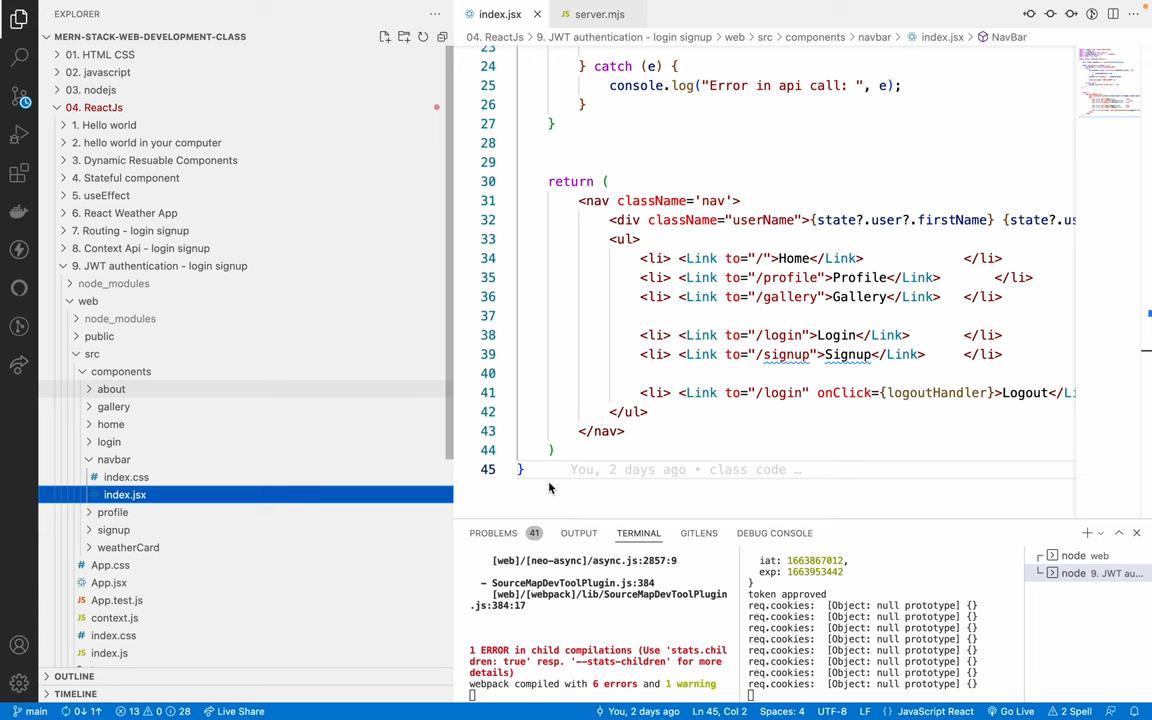 EXPLORER
MERN-STACK-WEB-DEVELOPMENT-CLASS
01. HTML CSS
02. javascript
03. nodejs
04. ReactJs
1. Hello world
2. hello world in your computer
3. Dynamic Resuable Components
4. Stateful component
5. useEffect
6. React Weather App
7. Routing - login signup
8. Context Api - login signup
9. JWT authentication - login signup
node_modules
web
node_modules
public
src
components
about
gallery
home
login
navbar
index.css
index.jsx
profile
signup
weatherCard
App.css
App.jsx
App.test.js
context.js
index.css
index.js
OUTLINE
TIMELINE
index.jsx
JS server.mjs
04. ReactJs > 9. JWT authentication - login signup > web > src > components > navbar > index.jsx > NavBar
23
24 } catch (e) {
25 console.log("Error in api call: ", e);
26 }
27 }
28
29
30 return (
31 <nav className='nav'>
32 <div className="userName">{state?.user?.firstName} {state?.us
33 <ul>
34 <li> <Link to="/">Home</Link> </li>
35 <li> <Link to="/profile">Profile</Link> </li>
36 <li> <Link to="/gallery">Gallery</Link> </li>
37
38 <li> <Link to="/login">Login</Link> </li>
39 <li> <Link to="/signup">Signup</Link> </li>
40
41 <li> <Link to="/login" onClick={logoutHandler}>Logout</Li
42 </ul>
43 </nav>
44 )
45 } You, 2 days ago • class code …
PROBLEMS 41 OUTPUT TERMINAL GITLENS DEBUG CONSOLE
[web]/[neo-async]/async.js:2857:9
- SourceMapDevToolPlugin.js:384
[web]/[webpack]/lib/SourceMapDevToolPlugin
.js:384:17
1 ERROR in child compilations (Use 'stats.chil
dren: true' resp. '--stats-children' for more
details)
webpack compiled with 6 errors and 1 warning
iat: 1663867012,
exp: 1663953442
}
token approved
req.cookies: [Object: null prototype] {}
req.cookies: [Object: null prototype] {}
req.cookies: [Object: null prototype] {}
req.cookies: [Object: null prototype] {}
req.cookies: [Object: null prototype] {}
req.cookies: [Object: null prototype] {}
req.cookies: [Object: null prototype] {}
req.cookies: [Object: null prototype] {}
node web
node 9. JWT au...
main 0↓ 1↑ 13 0 28 Live Share You, 2 days ago Ln 45, Col 2 Spaces: 4 UTF-8 LF {} JavaScript React Go Live 2 Spell